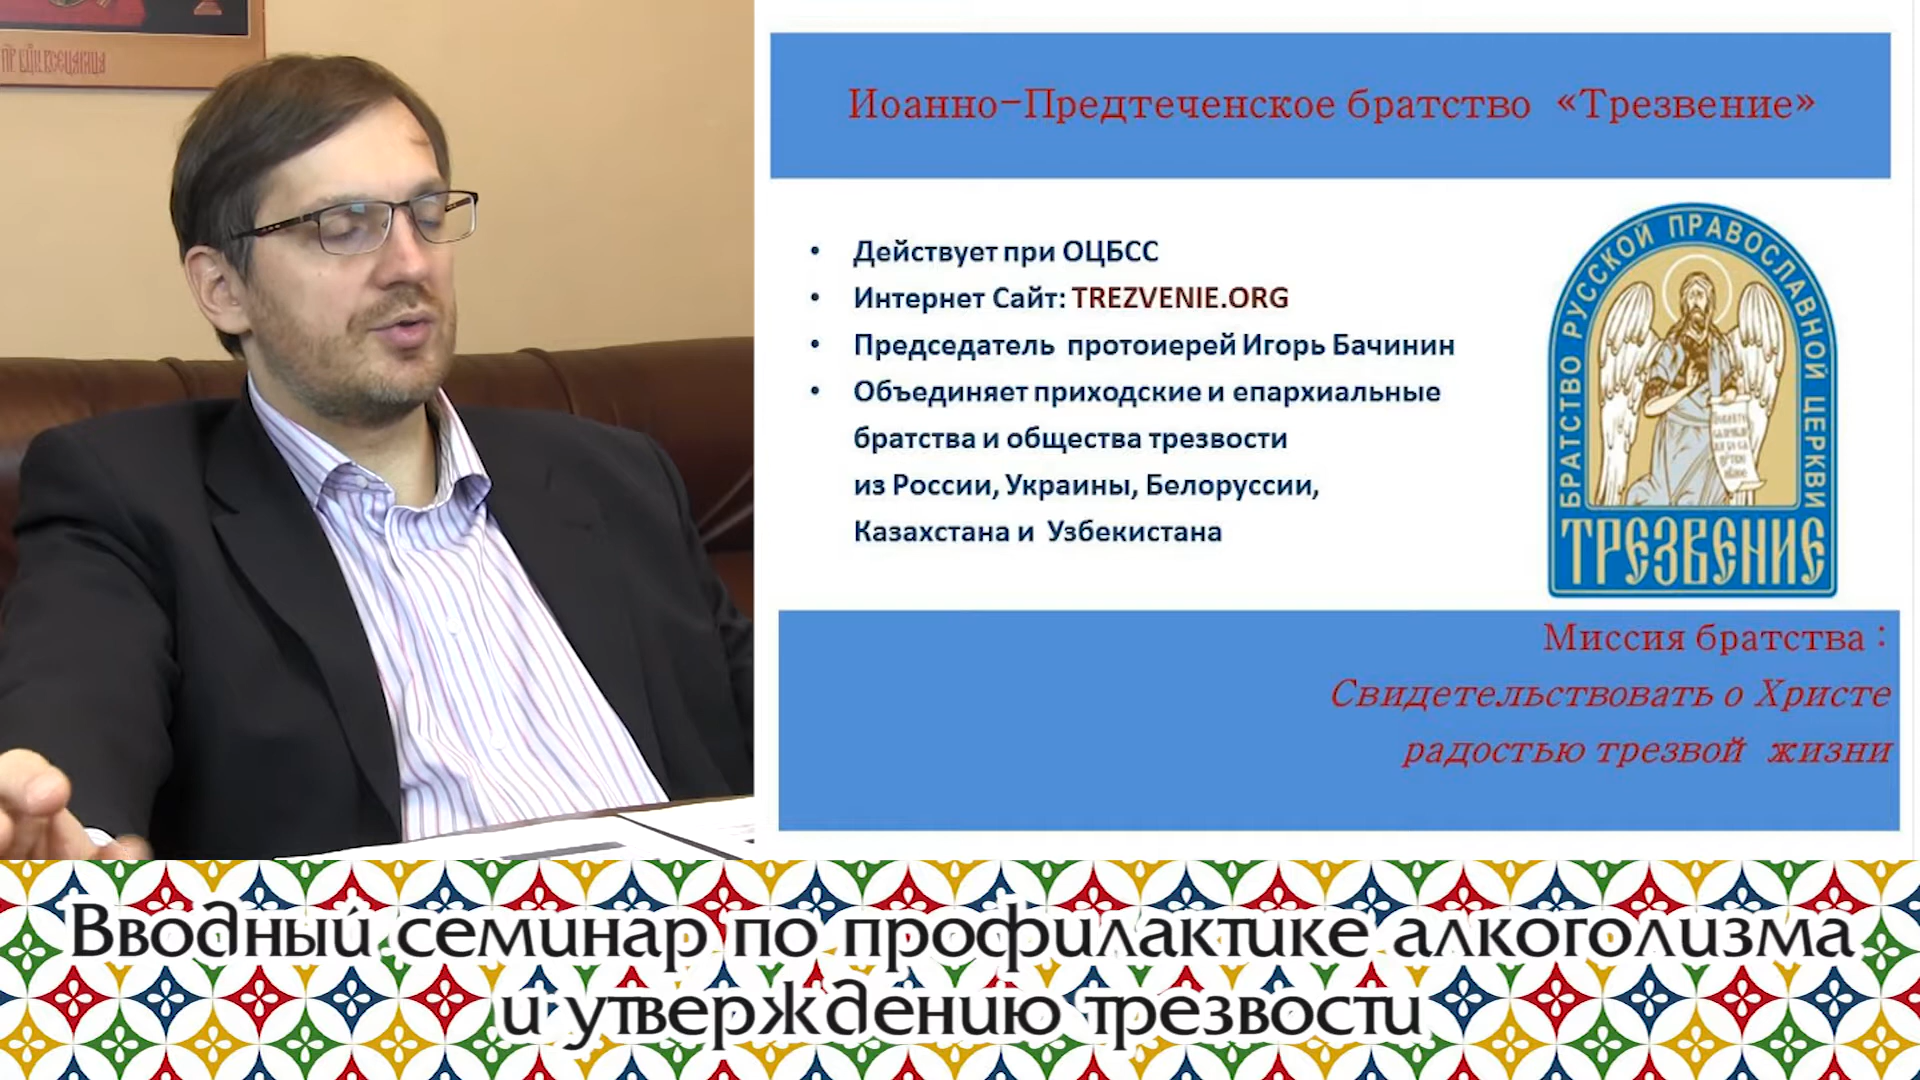 Иоанно-Предтеченское братство «Трезвение»
• Действует при ОЦБСС
• Интернет Сайт: TREZVENIE.ORG
• Председатель протоиерей Игорь Бачинин
• Объединяет приходские и епархиальные
братства и общества трезвости
из России, Украины, Белоруссии,
Казахстана и Узбекистана
БРАТСТВО РУССКОЙ ПРАВОСЛАВНОЙ ЦЕРКВИ
ТРЕЗВЕНИЕ
Миссия братства :
Свидетельствовать о Христе
радостью трезвой жизни
Вводный семинар по профилактике алкоголизма
и утверждению трезвости